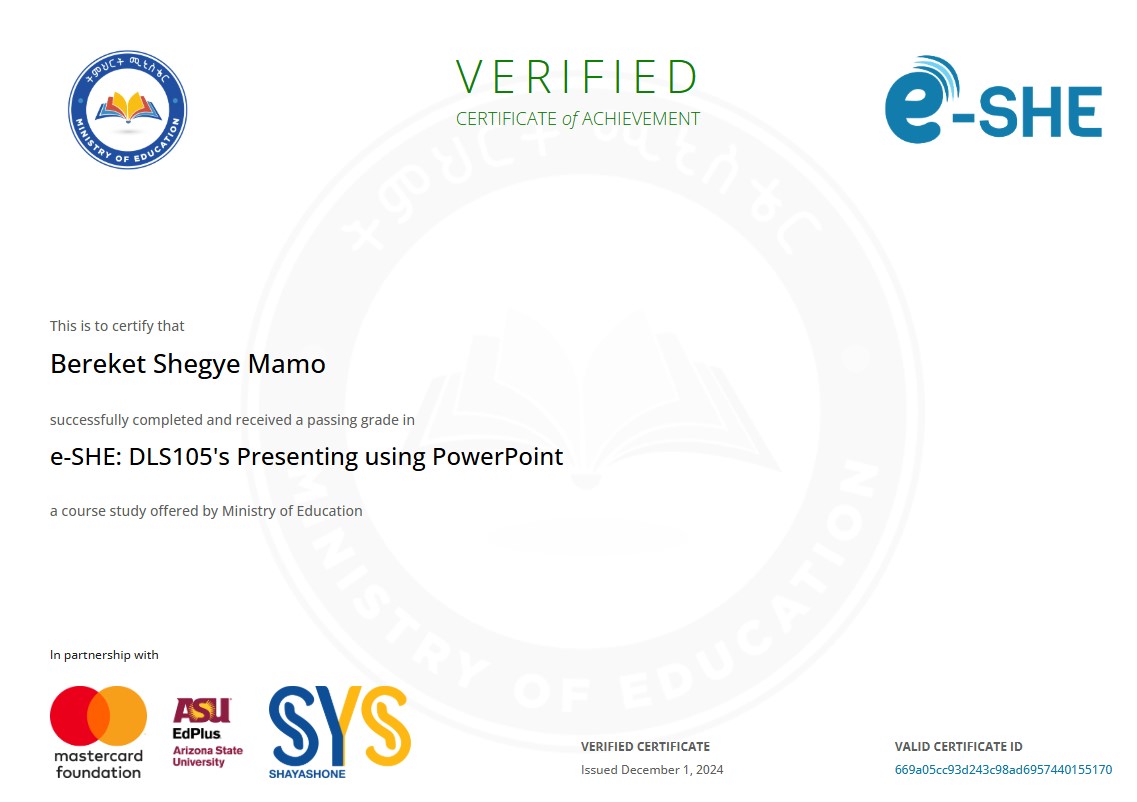 ትምህርት ሚኒስቴር
MINISTRY OF EDUCATION
VERIFIED
CERTIFICATE of ACHIEVEMENT
e-SHE
This is to certify that
Bereket Shegye Mamo
successfully completed and received a passing grade in
e-SHE: DLS105's Presenting using PowerPoint
a course study offered by Ministry of Education
In partnership with
mastercard
foundation
ASU
EdPlus
Arizona State
University
SYS
SHAYASHONE
VERIFIED CERTIFICATE
Issued December 1, 2024
VALID CERTIFICATE ID
669a05cc93d243c98ad6957440155170
ትምህርት ሚኒስቴር
MINISTRY OF EDUCATION